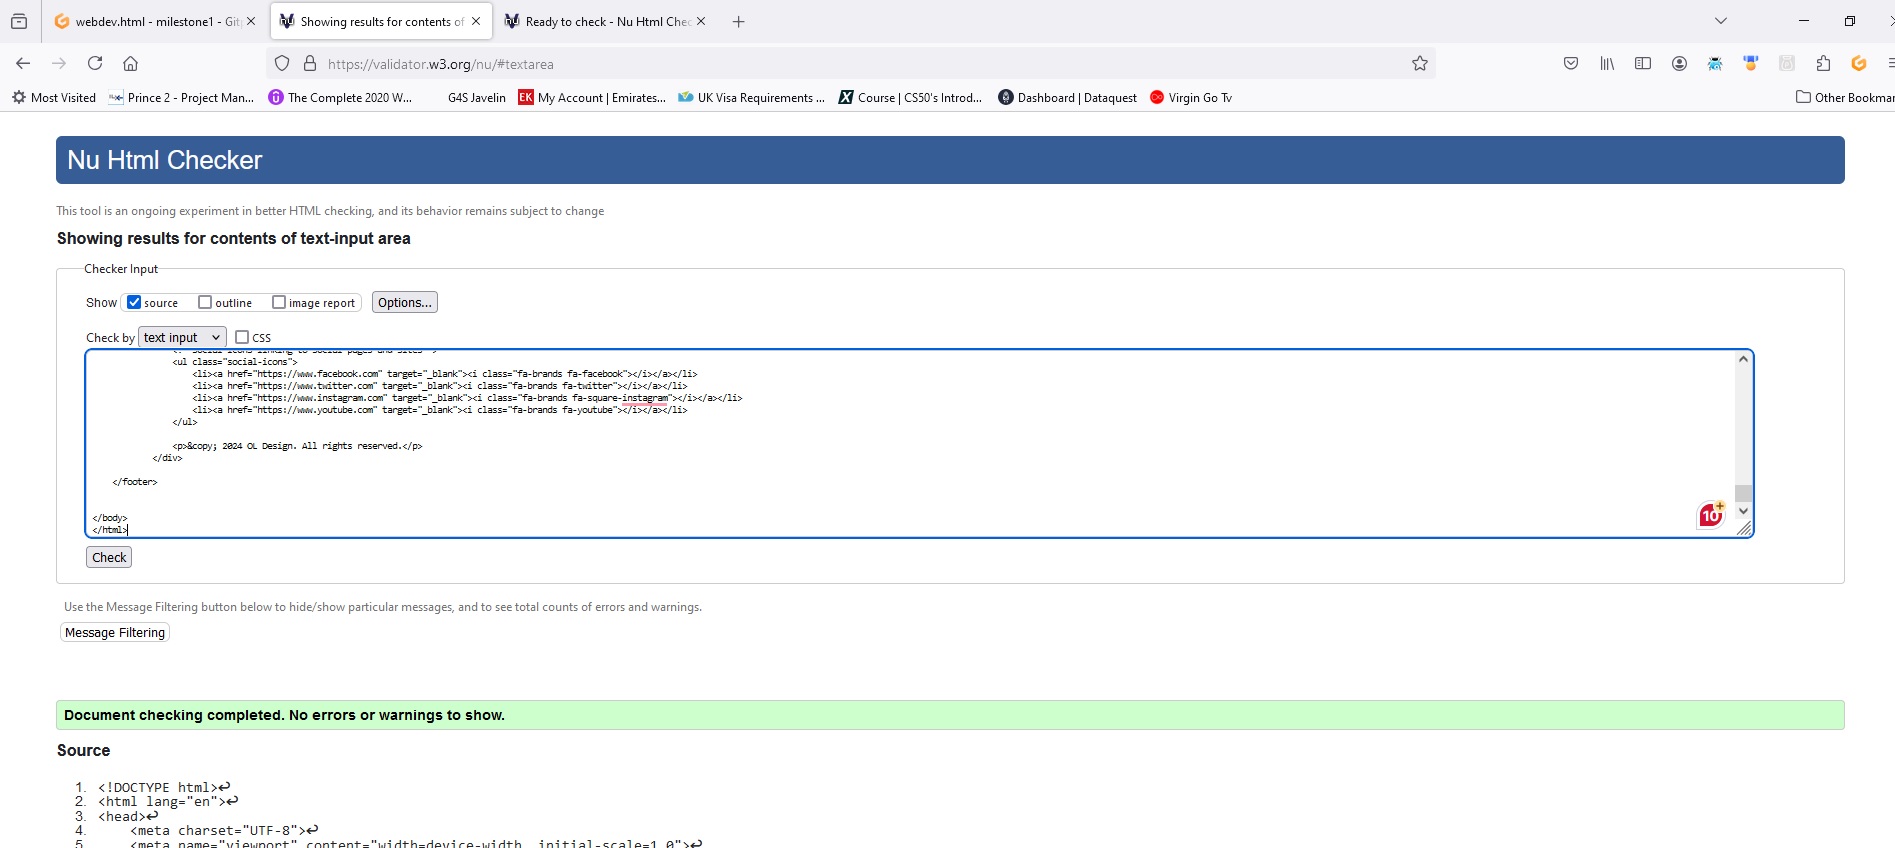 webdev.html - milestone1 - Git
Showing results for contents of
Ready to check - Nu Html Chec
https://validator.w3.org/nu/#textarea
Most Visited
Prince 2 - Project Man...
The Complete 2020 W...
G4S Javelin
EK My Account | Emirates...
UK Visa Requirements ...
Course | CS50's Introd...
Dashboard | Dataquest
Virgin Go Tv
Other Bookmar
Nu Html Checker
This tool is an ongoing experiment in better HTML checking, and its behavior remains subject to change
Showing results for contents of text-input area
Checker Input
Show source outline image report Options...
Check by text input CSS
<ul class="social-icons">
<li><a href="https://www.facebook.com" target="_blank"><i class="fa-brands fa-facebook"></i></a></li>
<li><a href="https://www.twitter.com" target="_blank"><i class="fa-brands fa-twitter"></i></a></li>
<li><a href="https://www.instagram.com" target="_blank"><i class="fa-brands fa-square-instagram"></i></a></li>
<li><a href="https://www.youtube.com" target="_blank"><i class="fa-brands fa-youtube"></i></a></li>
</ul>
<p>&copy; 2024 OL Design. All rights reserved.</p>
</div>
</footer>
</body>
</html>
10
Check
Use the Message Filtering button below to hide/show particular messages, and to see total counts of errors and warnings.
Message Filtering
Document checking completed. No errors or warnings to show.
Source
1. <!DOCTYPE html>↩
2. <html lang="en">↩
3. <head>↩
4. <meta charset="UTF-8">↩
5. <meta name="viewport" content="width=device-width, initial-scale=1.0">↩